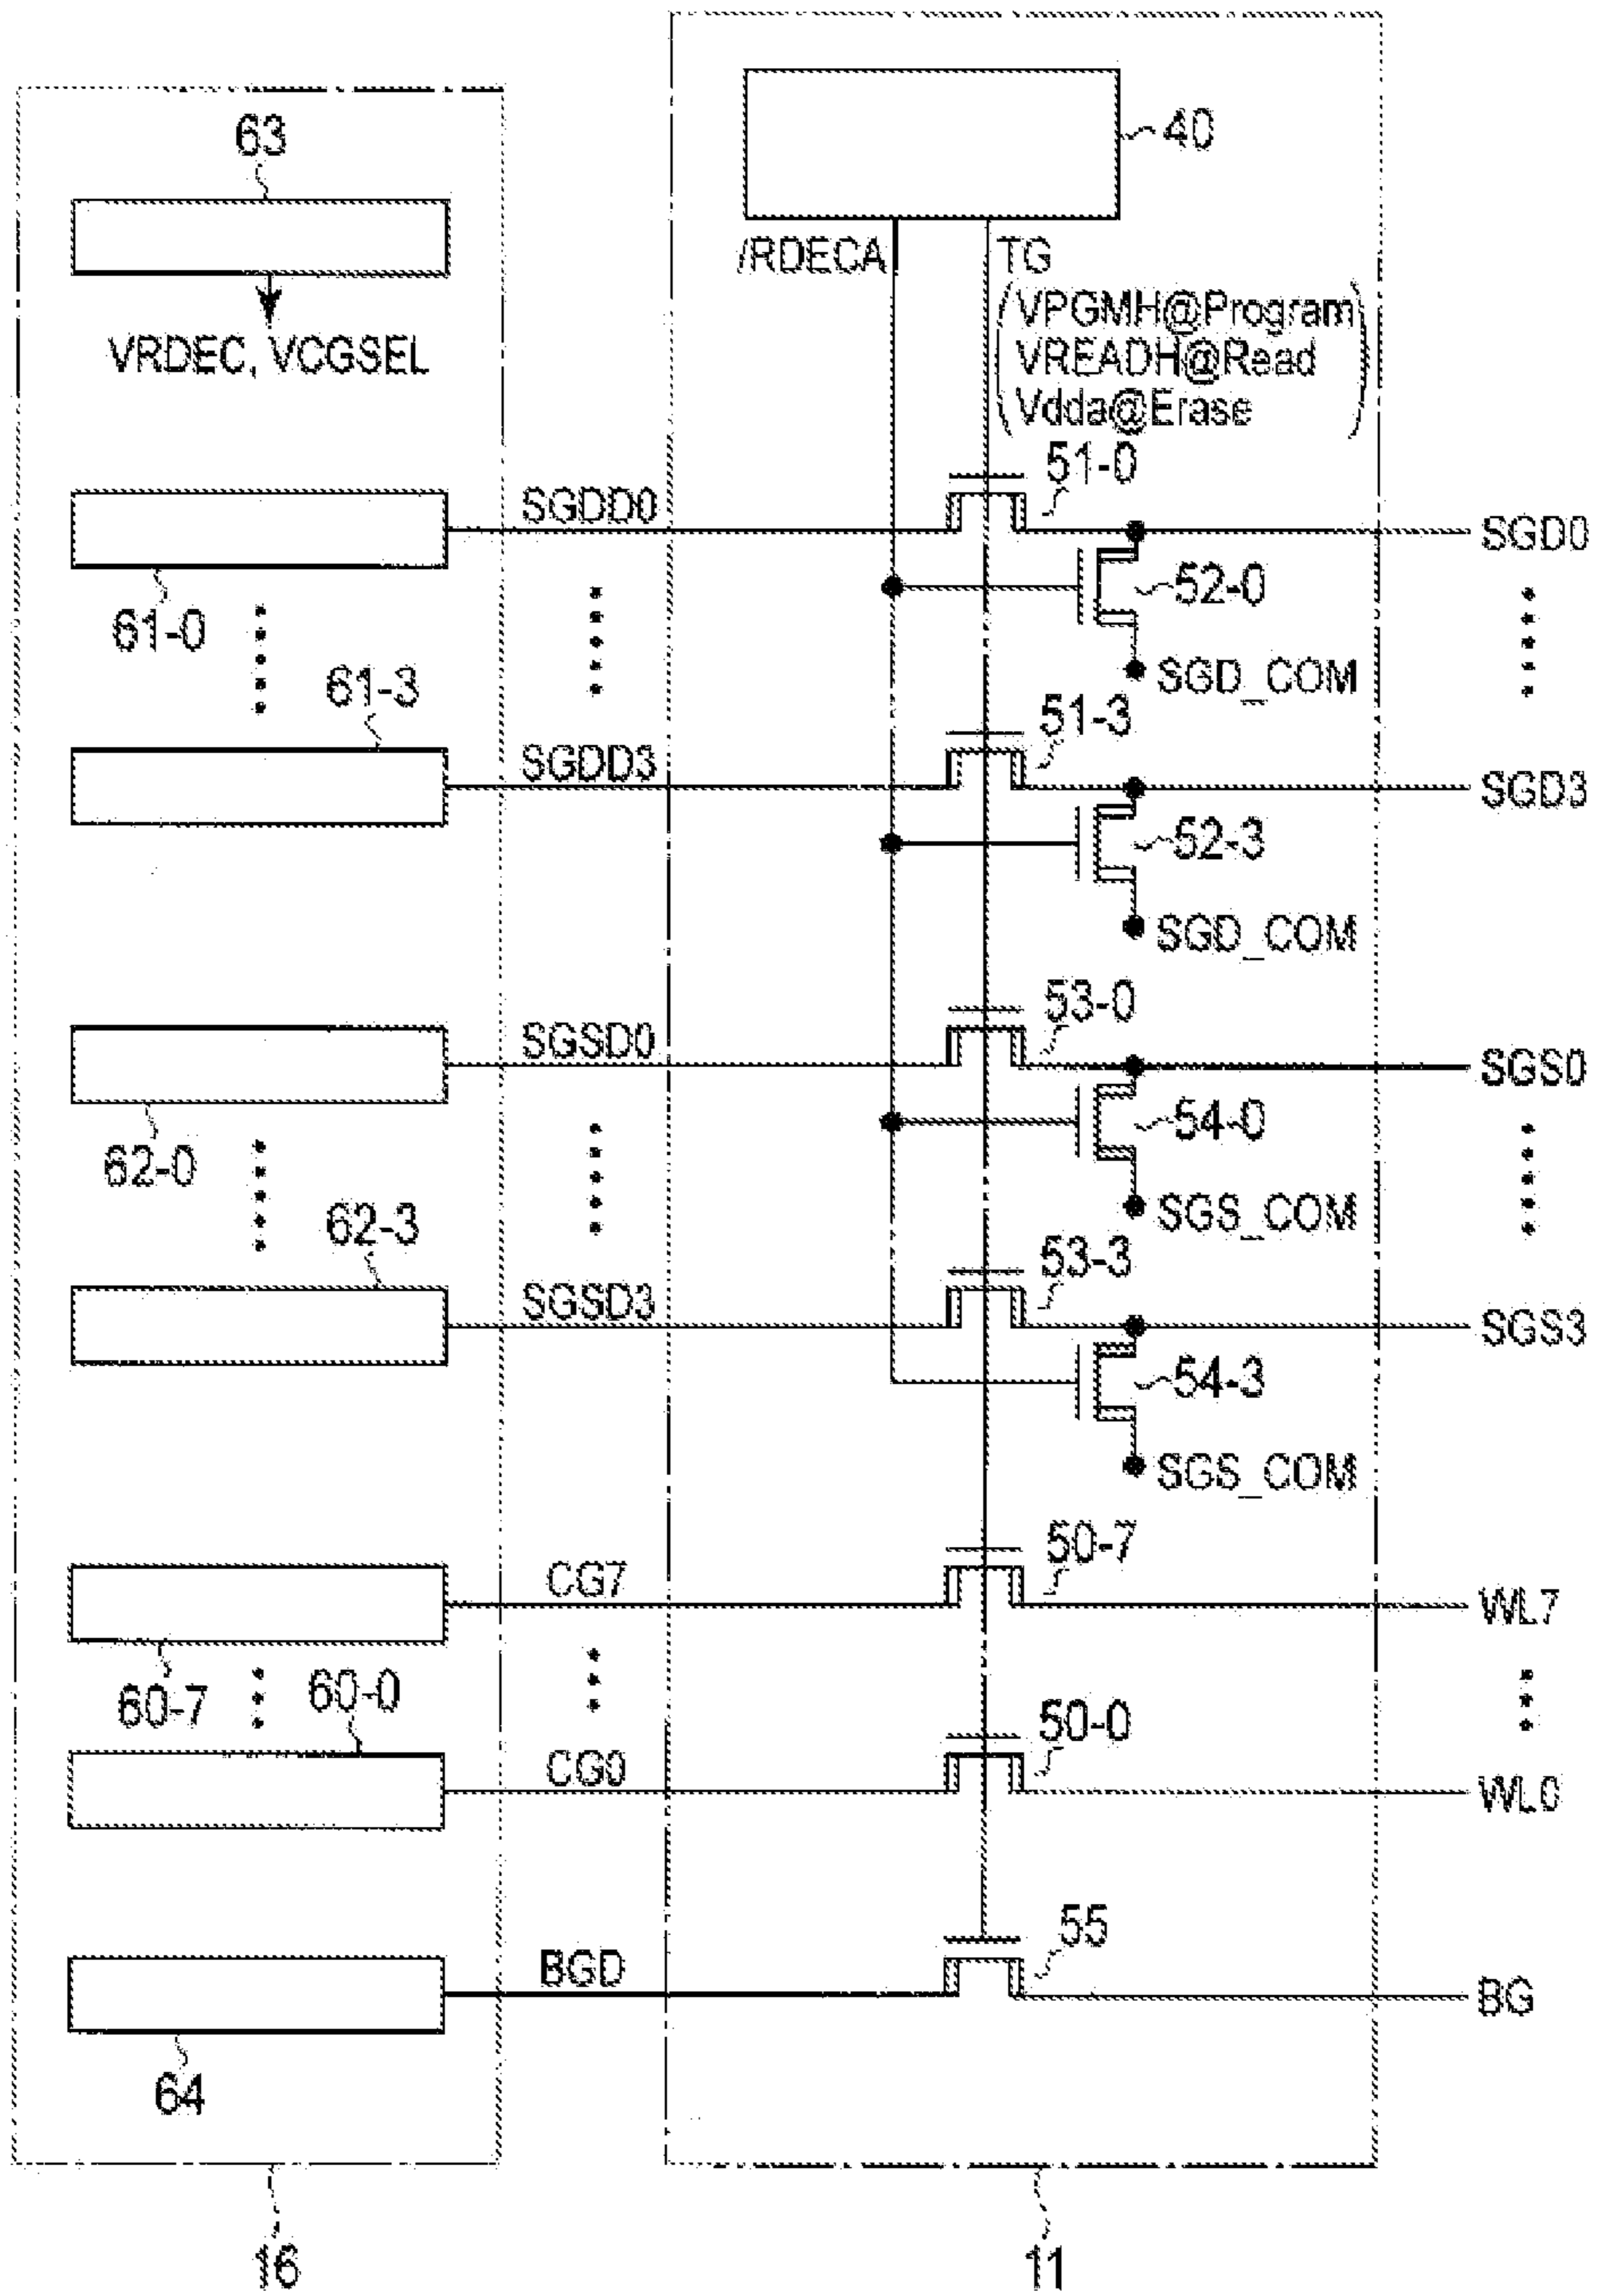 63
40
/RDECA
TG
VPGMH@Program
VREADH@Read
Vdda@Erase
VRDEC, VCGSEL
51-0
SGDD0
SGD0
61-0
52-0
SGD_COM
61-3
51-3
SGDD3
SGD3
52-3
SGD_COM
53-0
SGSD0
SGS0
62-0
54-0
SGS_COM
62-3
53-3
SGSD3
SGS3
54-3
SGS_COM
50-7
CG7
WL7
60-7
60-0
50-0
CG0
WL0
55
BGD
BG
64
16
11